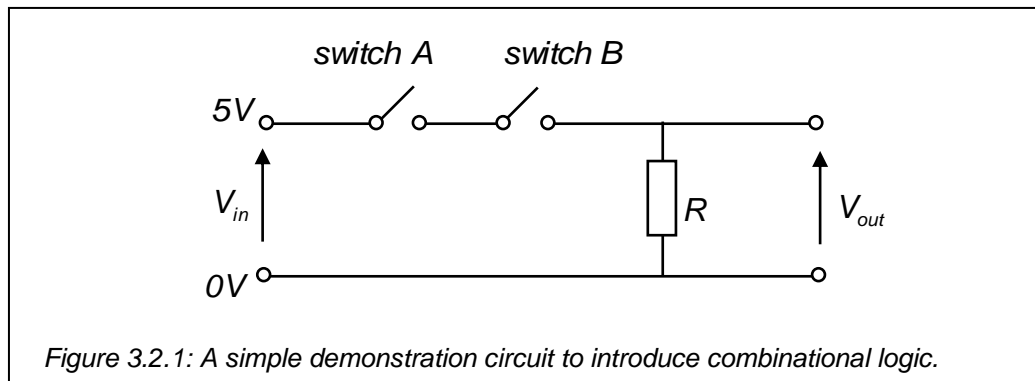 switch A switch B
5V
V_in R V_out
0V
Figure 3.2.1: A simple demonstration circuit to introduce combinational logic.